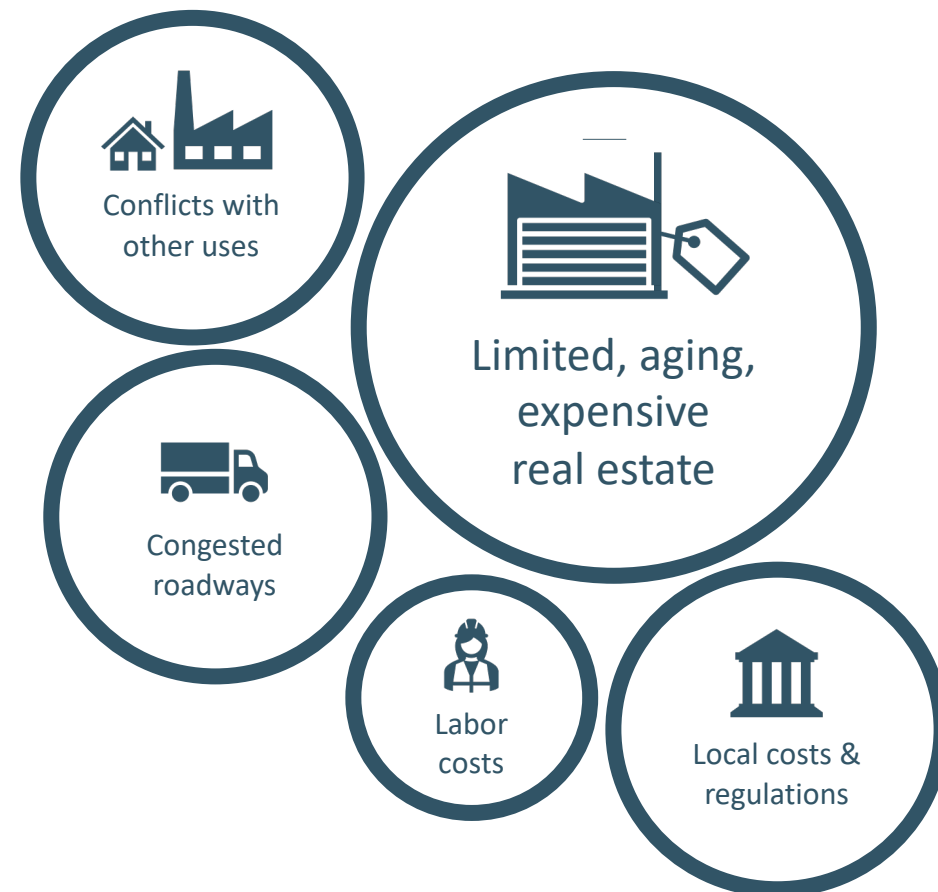 Conflicts with
other uses
Limited, aging,
expensive
real estate
Congested
roadways
Labor
costs
Local costs &
regulations